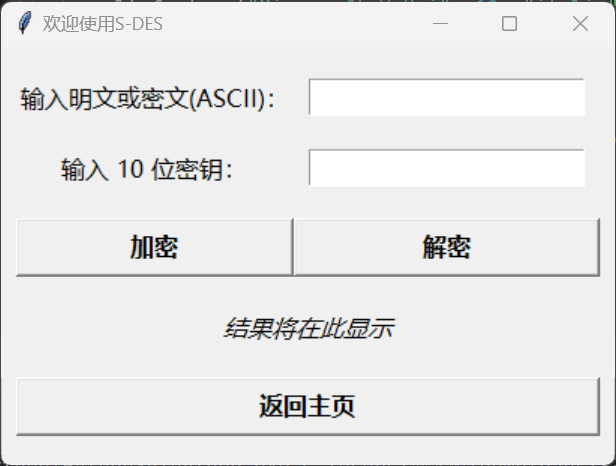 欢迎使用S-DES
输入明文或密文(ASCII):
输入 10 位密钥:
加密 解密
结果将在此显示
返回主页